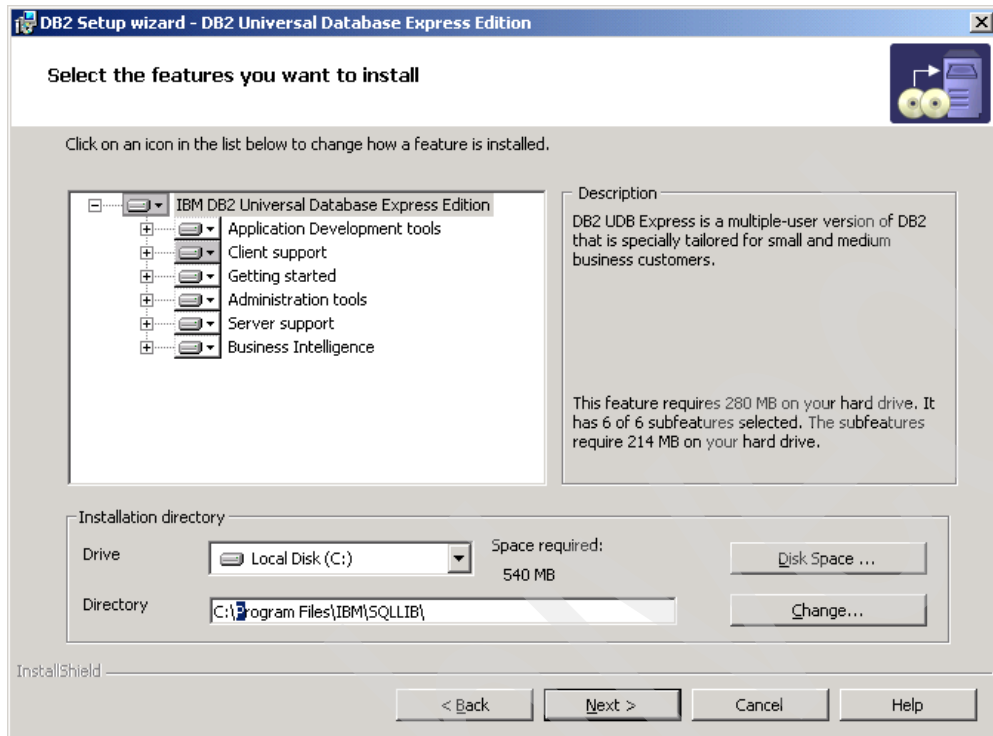 DB2 Setup wizard - DB2 Universal Database Express Edition
Select the features you want to install
Click on an icon in the list below to change how a feature is installed.
IBM DB2 Universal Database Express Edition
Application Development tools
Client support
Getting started
Administration tools
Server support
Business Intelligence
Description
DB2 UDB Express is a multiple-user version of DB2
that is specially tailored for small and medium
business customers.
This feature requires 280 MB on your hard drive. It
has 6 of 6 subfeatures selected. The subfeatures
require 214 MB on your hard drive.
Installation directory
Drive
Local Disk (C:)
Space required:
540 MB
Disk Space ...
Directory
C:\Program Files\IBM\SQLLIB\
Change...
InstallShield
< Back
Next >
Cancel
Help